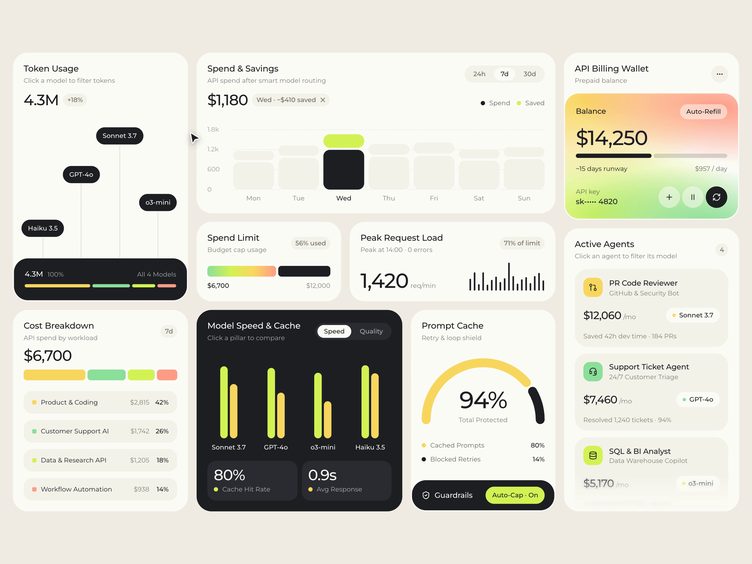 Token Usage
Click a model to filter tokens
4.3M +18%
Sonnet 3.7
GPT-4o
o3-mini
Haiku 3.5
4.3M 100% All 4 Models
Spend & Savings
API spend after smart model routing
24h 7d 30d
$1,180 Wed · ~$410 saved ✕
Spend Saved
1.8k
1.2k
600
0
Mon Tue Wed Thu Fri Sat Sun
API Billing Wallet
Prepaid balance
Balance Auto-Refill
$14,250
~15 days runway $957 / day
API key
sk····· 4820
Spend Limit
Budget cap usage
56% used
$6,700 $12,000
Peak Request Load
Peak at 14:00 · 0 errors
71% of limit
1,420 req/min
Active Agents
Click an agent to filter its model
4
PR Code Reviewer
GitHub & Security Bot
$12,060 /mo Sonnet 3.7
Saved 42h dev time · 184 PRs
Support Ticket Agent
24/7 Customer Triage
$7,460 /mo GPT-4o
Resolved 1,240 tickets · 94%
SQL & BI Analyst
Data Warehouse Copilot
$5,170 /mo o3-mini
Cost Breakdown
API spend by workload
7d
$6,700
Product & Coding $2,815 42%
Customer Support AI $1,742 26%
Data & Research API $1,205 18%
Workflow Automation $938 14%
Model Speed & Cache
Click a pillar to compare
Speed Quality
Sonnet 3.7 GPT-4o o3-mini Haiku 3.5
80%
Cache Hit Rate
0.9s
Avg Response
Prompt Cache
Retry & loop shield
94%
Total Protected
Cached Prompts 80%
Blocked Retries 14%
Guardrails Auto-Cap · On